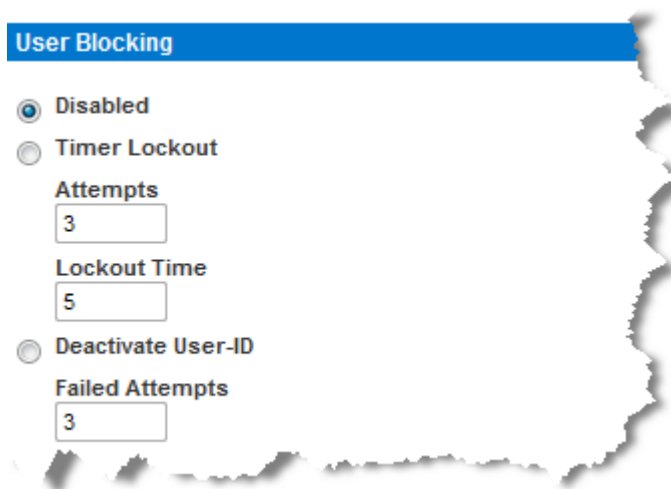 User Blocking
Disabled
Timer Lockout
Attempts
3
Lockout Time
5
Deactivate User-ID
Failed Attempts
3